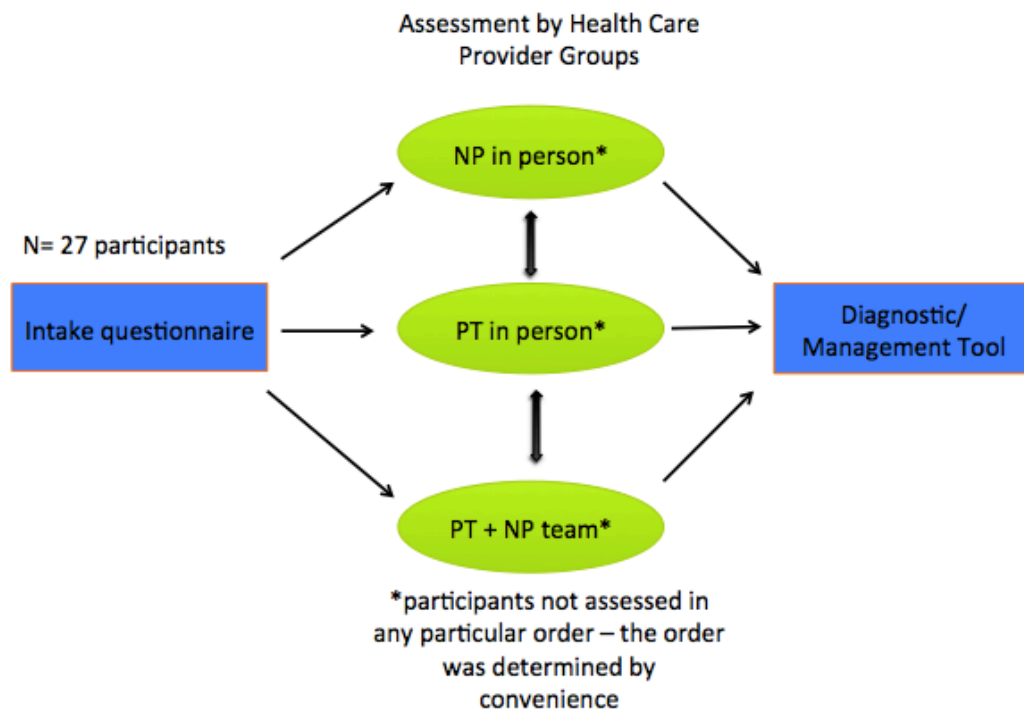 Assessment by Health Care
Provider Groups
NP in person*
N= 27 participants
Intake questionnaire
PT in person*
Diagnostic/
Management Tool
PT + NP team*
*participants not assessed in
any particular order – the order
was determined by
convenience